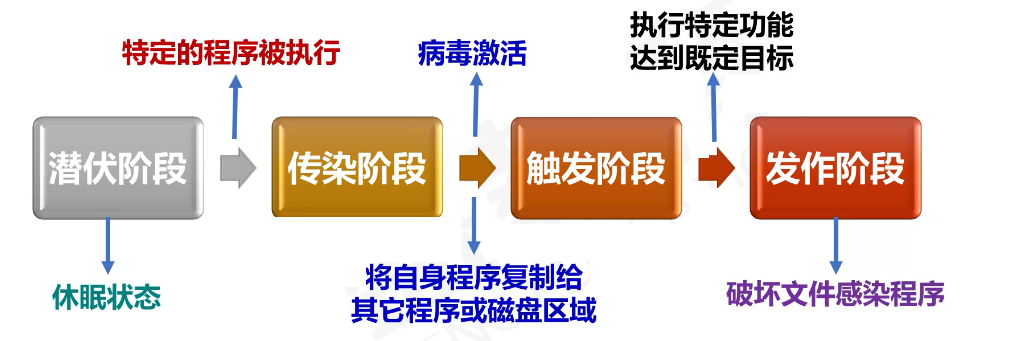 特定的程序被执行
病毒激活
执行特定功能
达到既定目标
潜伏阶段
传染阶段
触发阶段
发作阶段
休眠状态
将自身程序复制给
其它程序或磁盘区域
破坏文件感染程序